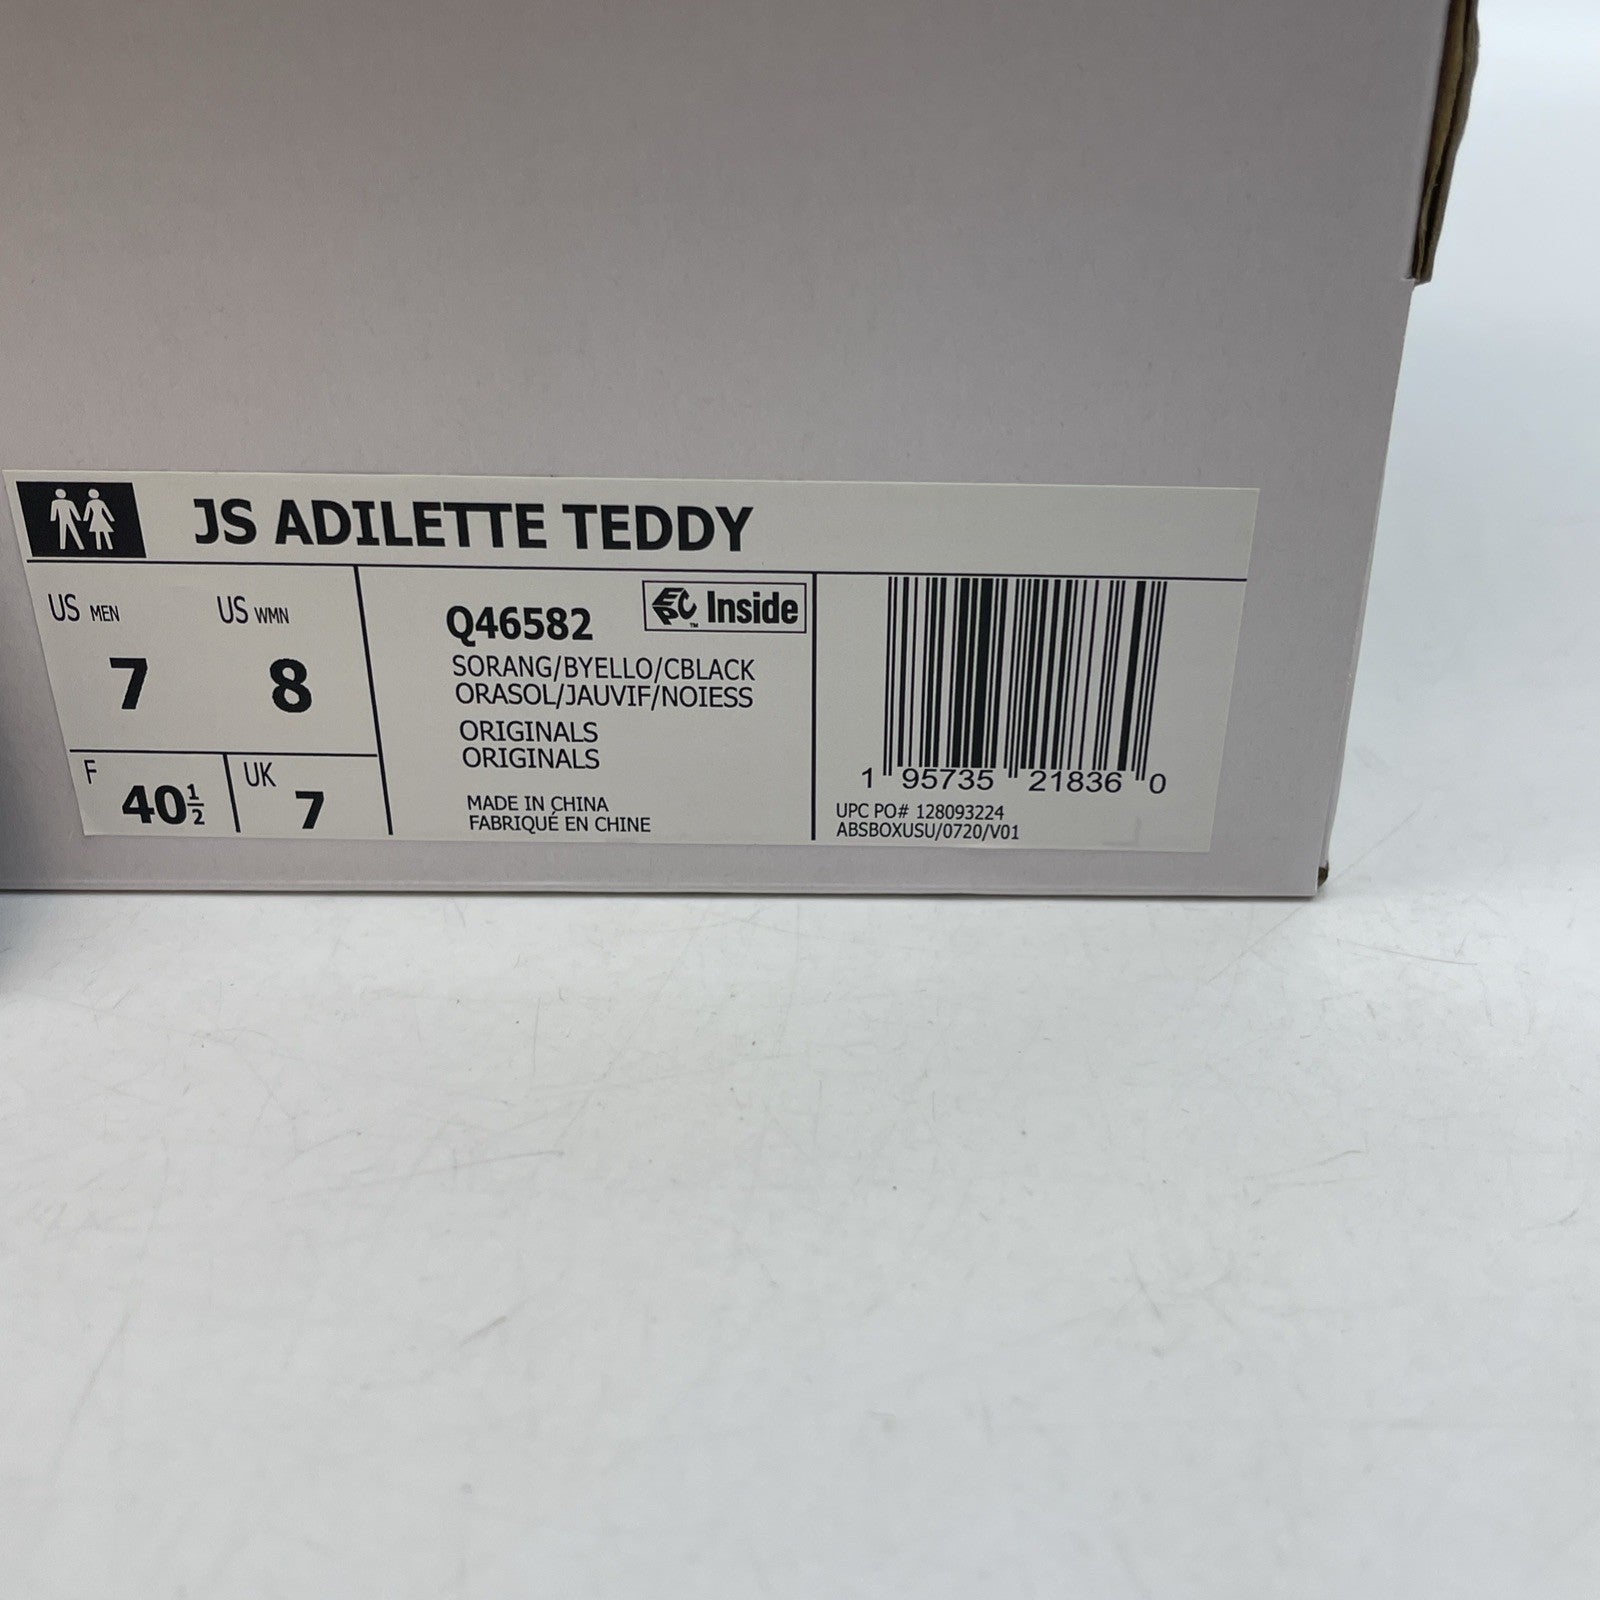 JS ADILETTE TEDDY
US MEN US WMN
7 8
F 40½ UK 7
Q46582
EPC™ Inside
SORANG/BYELLO/CBLACK
ORASOL/JAUVIF/NOIESS
ORIGINALS
ORIGINALS
MADE IN CHINA
FABRIQUÉ EN CHINE
1 95735 21836 0
UPC PO# 128093224
ABSBOXUSU/0720/V01